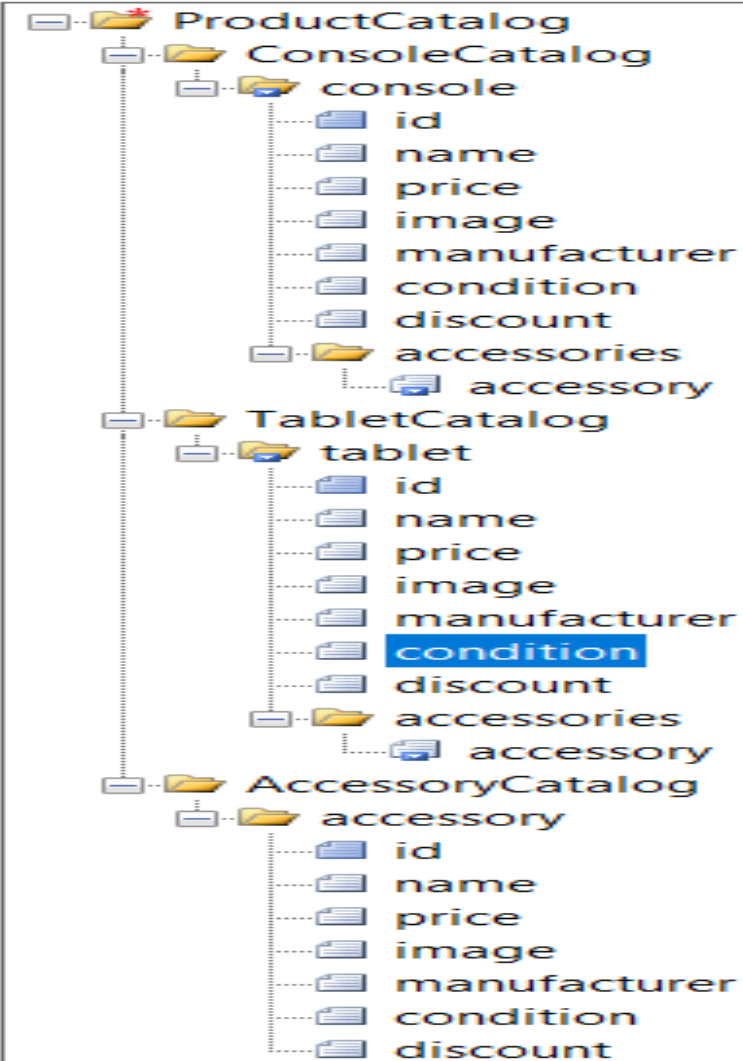 ProductCatalog
ConsoleCatalog
console
id
name
price
image
manufacturer
condition
discount
accessories
accessory
TabletCatalog
tablet
id
name
price
image
manufacturer
condition
discount
accessories
accessory
AccessoryCatalog
accessory
id
name
price
image
manufacturer
condition
discount